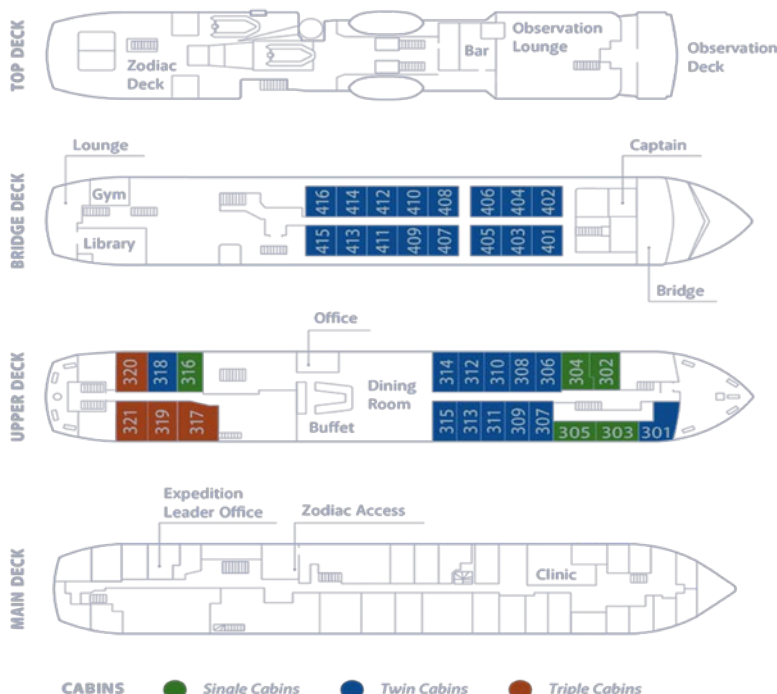 TOP DECK
Zodiac
Deck
Bar
Observation
Lounge
Observation
Deck
BRIDGE DECK
Lounge
Captain
Gym
Library
416 414 412 410 408 406 404 402
415 413 411 409 407 405 403 401
Bridge
UPPER DECK
Office
320 318 316
314 312 310 308 306 304 302
Dining
Room
Buffet
321 319 317
315 313 311 309 307 305 303 301
MAIN DECK
Expedition
Leader Office
Zodiac Access
Clinic
CABINS Single Cabins Twin Cabins Triple Cabins